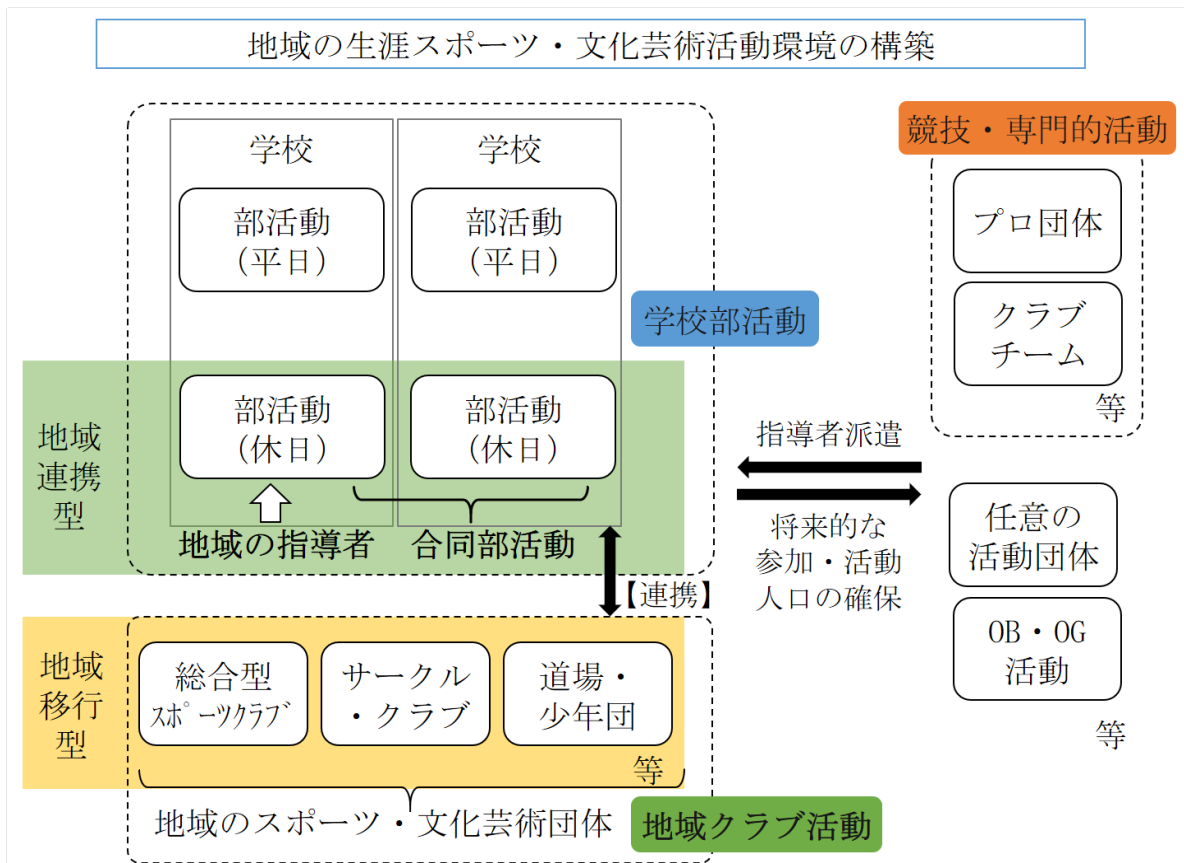 地域の生涯スポーツ・文化芸術活動環境の構築
学校
部活動
(平日)
部活動
(休日)
学校
部活動
(平日)
部活動
(休日)
学校部活動
地域
連携
型
地域の指導者
合同部活動
【連携】
地域
移行
型
総合型
ｽﾎﾟｰﾂｸﾗﾌﾞ
サークル
・クラブ
道場・
少年団
等
地域のスポーツ・文化芸術団体
地域クラブ活動
指導者派遣
将来的な
参加・活動
人口の確保
競技・専門的活動
プロ団体
クラブ
チーム
等
任意の
活動団体
OB・OG
活動
等